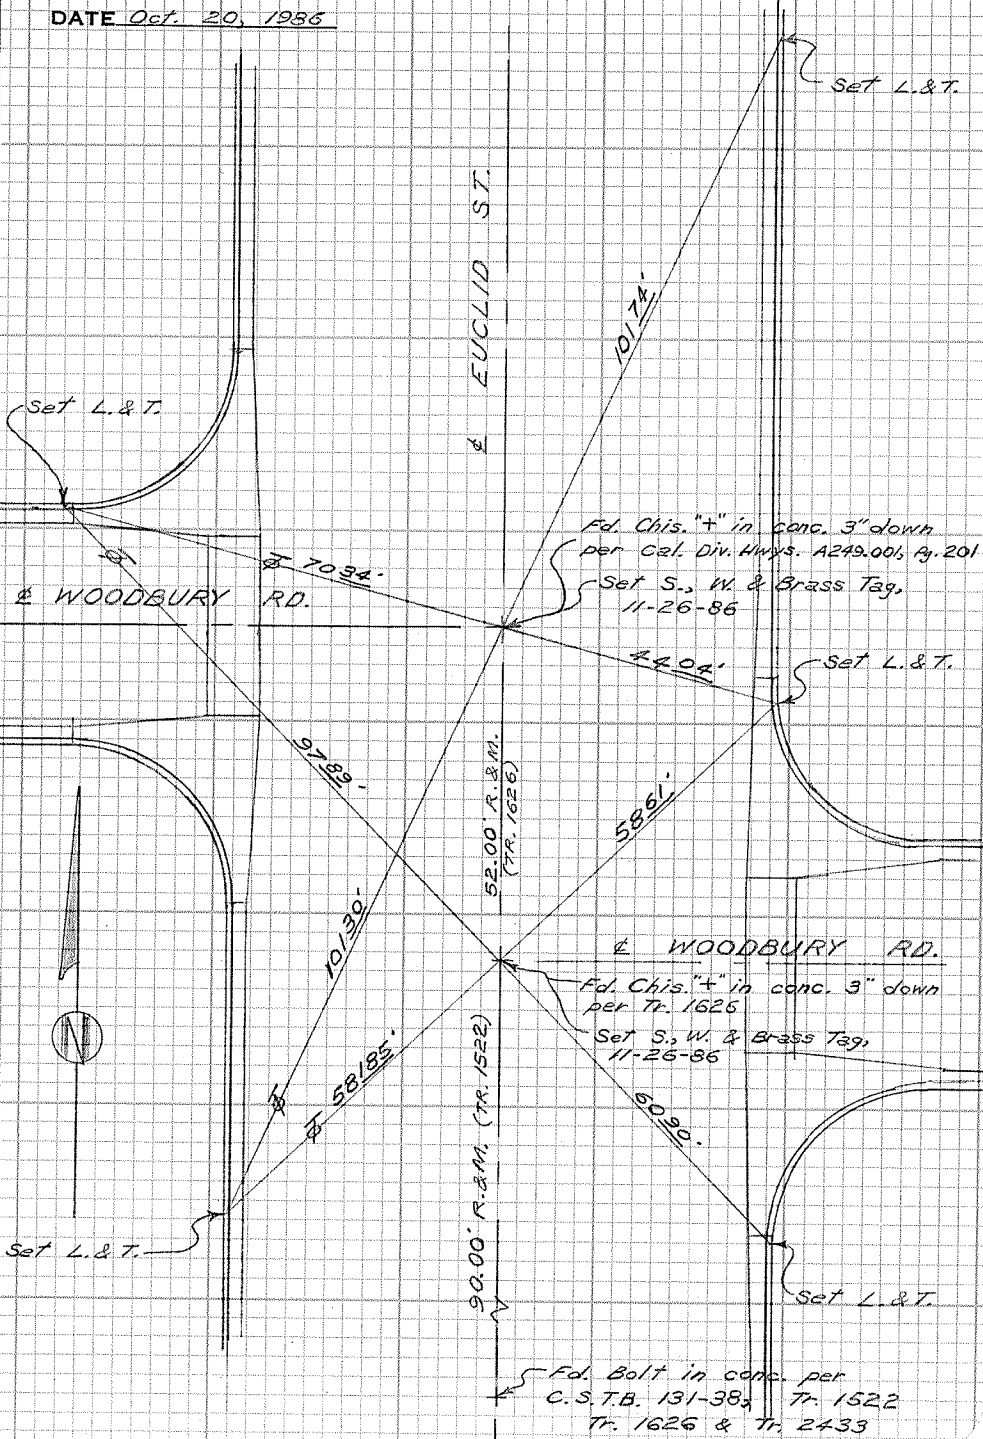 DATE Oct. 20, 1986
Set L.&T.
℄ EUCLID ST.
101.74'
Set L.&T.
Fd. Chis. "+" in conc. 3" down
per Cal. Div. Hwys. A249.001, Pg. 201
Set S., W. & Brass Tag,
11-26-86
70.34'
℄ WOODBURY RD.
44.04'
Set L.&T.
97.89'
52.00' R.&M.
(TR. 1626)
58.61'
101.30'
℄ WOODBURY RD.
Fd. Chis. "+" in conc. 3" down
per Tr. 1626
Set S., W. & Brass Tag,
11-26-86
58.185'
90.00' R.&M. (TR. 1522)
60.90'
N
Set L.&T.
Set L.&T.
Fd. Bolt in conc. per
C.S.T.B. 131-38, Tr. 1522
Tr. 1626 & Tr. 2433